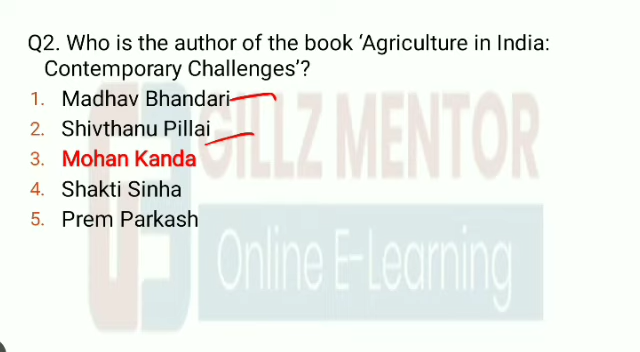 Q2. Who is the author of the book ‘Agriculture in India:
Contemporary Challenges’?
1. Madhav Bhandari
2. Shivthanu Pillai
3. Mohan Kanda
4. Shakti Sinha
5. Prem Parkash
GILLZ MENTOR
Online E-Learning